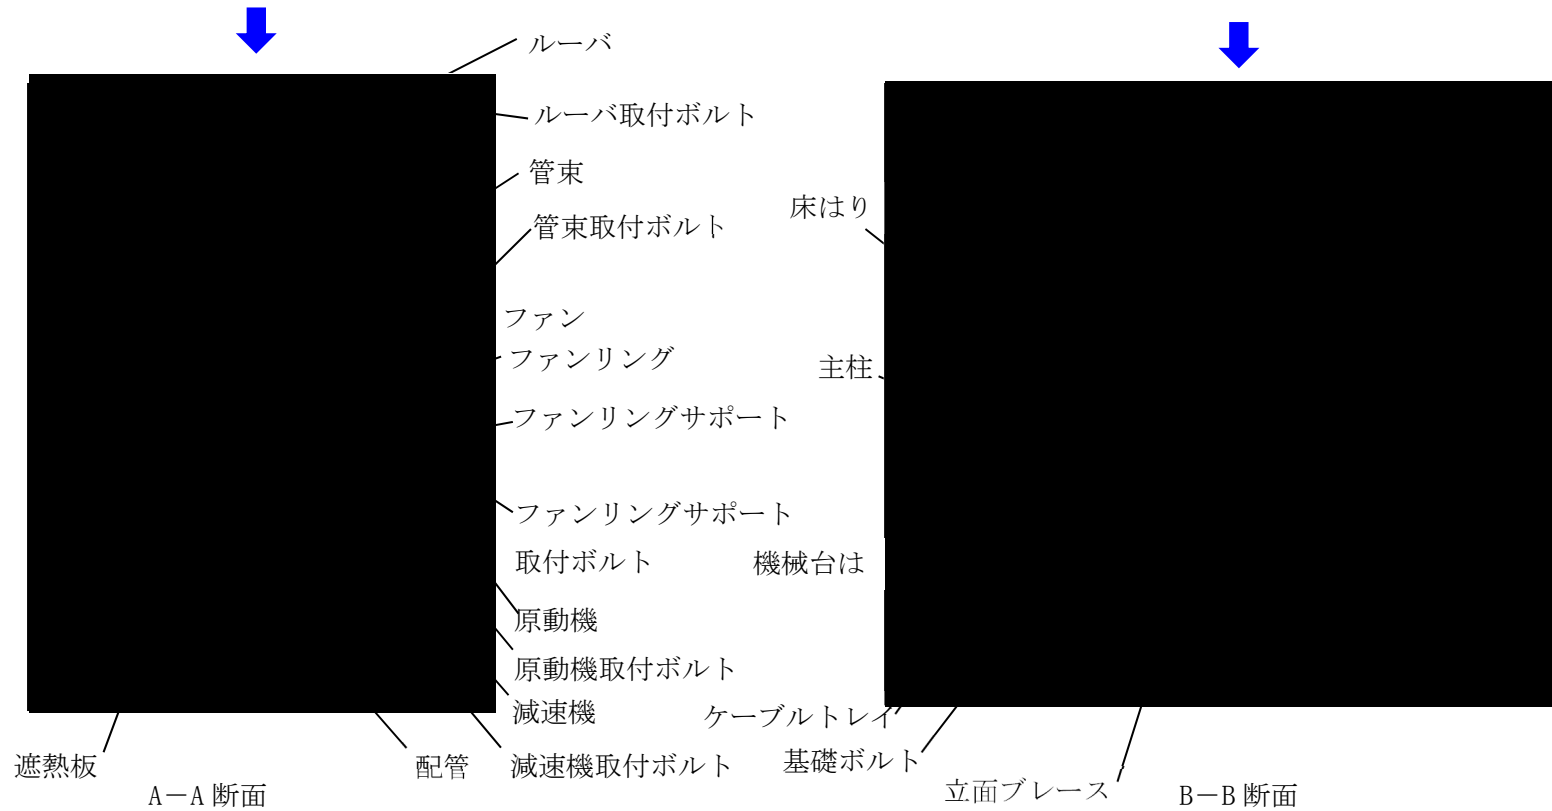 ルーバ
ルーバ取付ボルト
管束
管束取付ボルト
ファン
ファンリング
ファンリングサポート
ファンリングサポート
取付ボルト
原動機
原動機取付ボルト
減速機
減速機取付ボルト
配管
遮熱板
A－A断面
床はり
主柱
機械台は
ケーブルトレイ
基礎ボルト
立面ブレース
B－B断面